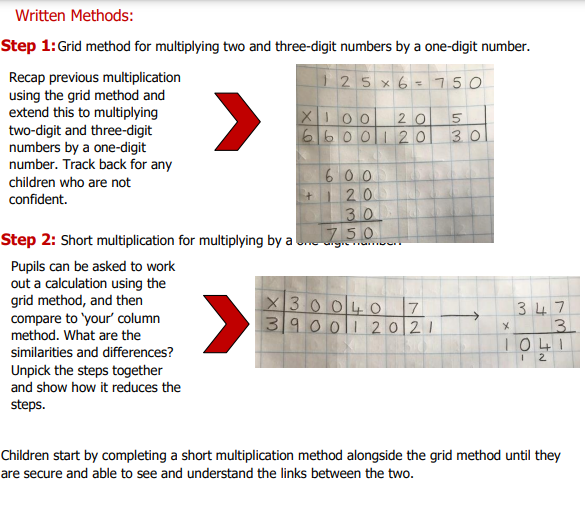 Written Methods:
Step 1: Grid method for multiplying two and three-digit numbers by a one-digit number.
Recap previous multiplication
using the grid method and
extend this to multiplying
two-digit and three-digit
numbers by a one-digit
number. Track back for any
children who are not
confident.
125 x 6 = 750
X 100 20 5
6 600 120 30
600
+ 120
30
750
Step 2: Short multiplication for multiplying by a one-digit number.
Pupils can be asked to work
out a calculation using the
grid method, and then
compare to 'your' column
method. What are the
similarities and differences?
Unpick the steps together
and show how it reduces the
steps.
X 300 40 7
3 900 120 21
347
x 3
1041
1 2
Children start by completing a short multiplication method alongside the grid method until they
are secure and able to see and understand the links between the two.